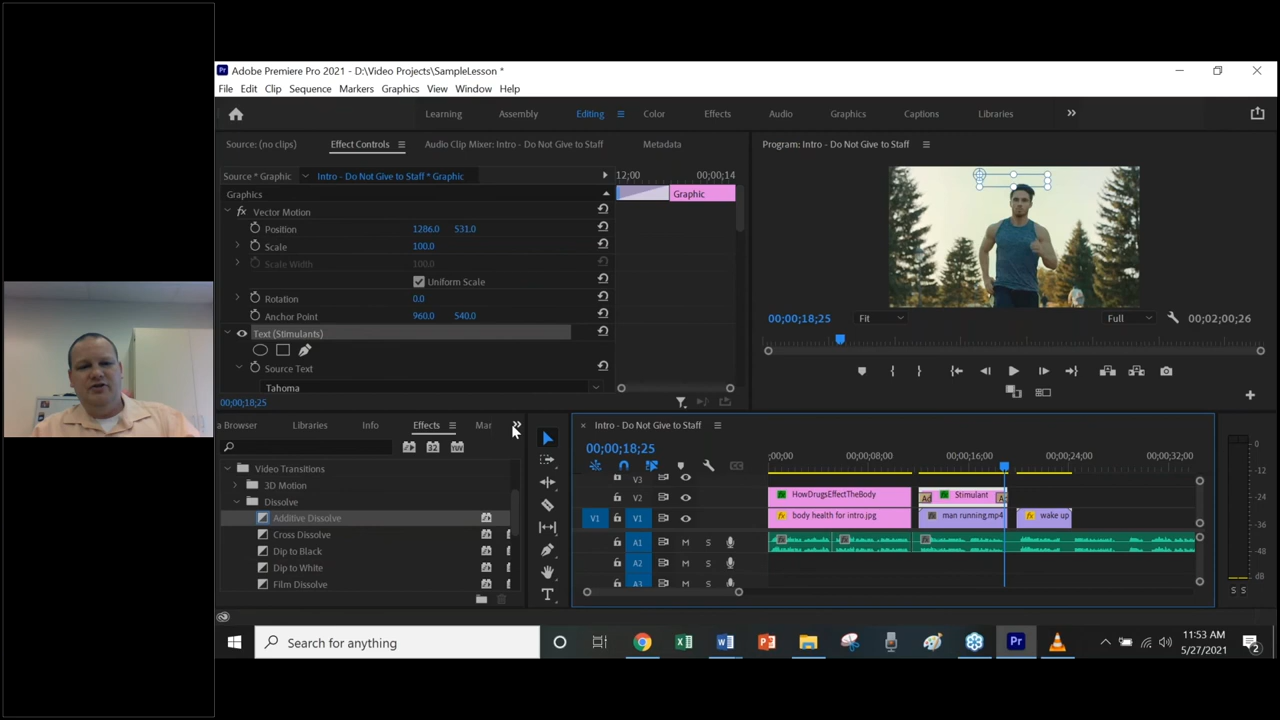 Adobe Premiere Pro 2021 - D:\Video Projects\SampleLesson *
File Edit Clip Sequence Markers Graphics View Window Help
Learning Assembly Editing Color Effects Audio Graphics Captions Libraries
Source: (no clips) Effect Controls Audio Clip Mixer: Intro - Do Not Give to Staff Metadata
Program: Intro - Do Not Give to Staff
Source * Graphic Intro - Do Not Give to Staff * Graphic
12;00 00;00;14
Graphics
Graphic
Vector Motion
Position 1286.0 531.0
Scale 100.0
Scale Width 100.0
Uniform Scale
Rotation 0.0
Anchor Point 960.0 540.0
Text (Stimulants)
Source Text
Tahoma
00;00;18;25
00;00;18;25 Fit Full 00;02;00;26
a Browser Libraries Info Effects Mar
Video Transitions
3D Motion
Dissolve
Additive Dissolve
Cross Dissolve
Dip to Black
Dip to White
Film Dissolve
Intro - Do Not Give to Staff
00;00;18;25
;00;00 00;00;08;00 00;00;16;00 00;00;24;00 00;00;32;00
V3
V2 HowDrugsEffectTheBody Ad Stimulant A
V1 V1 body health for intro.jpg man running.mp4 wake up
A1 M S
A2 M S
A3 M S
0
-12
-24
-36
-48
dB
S S
Search for anything
11:53 AM
5/27/2021
2